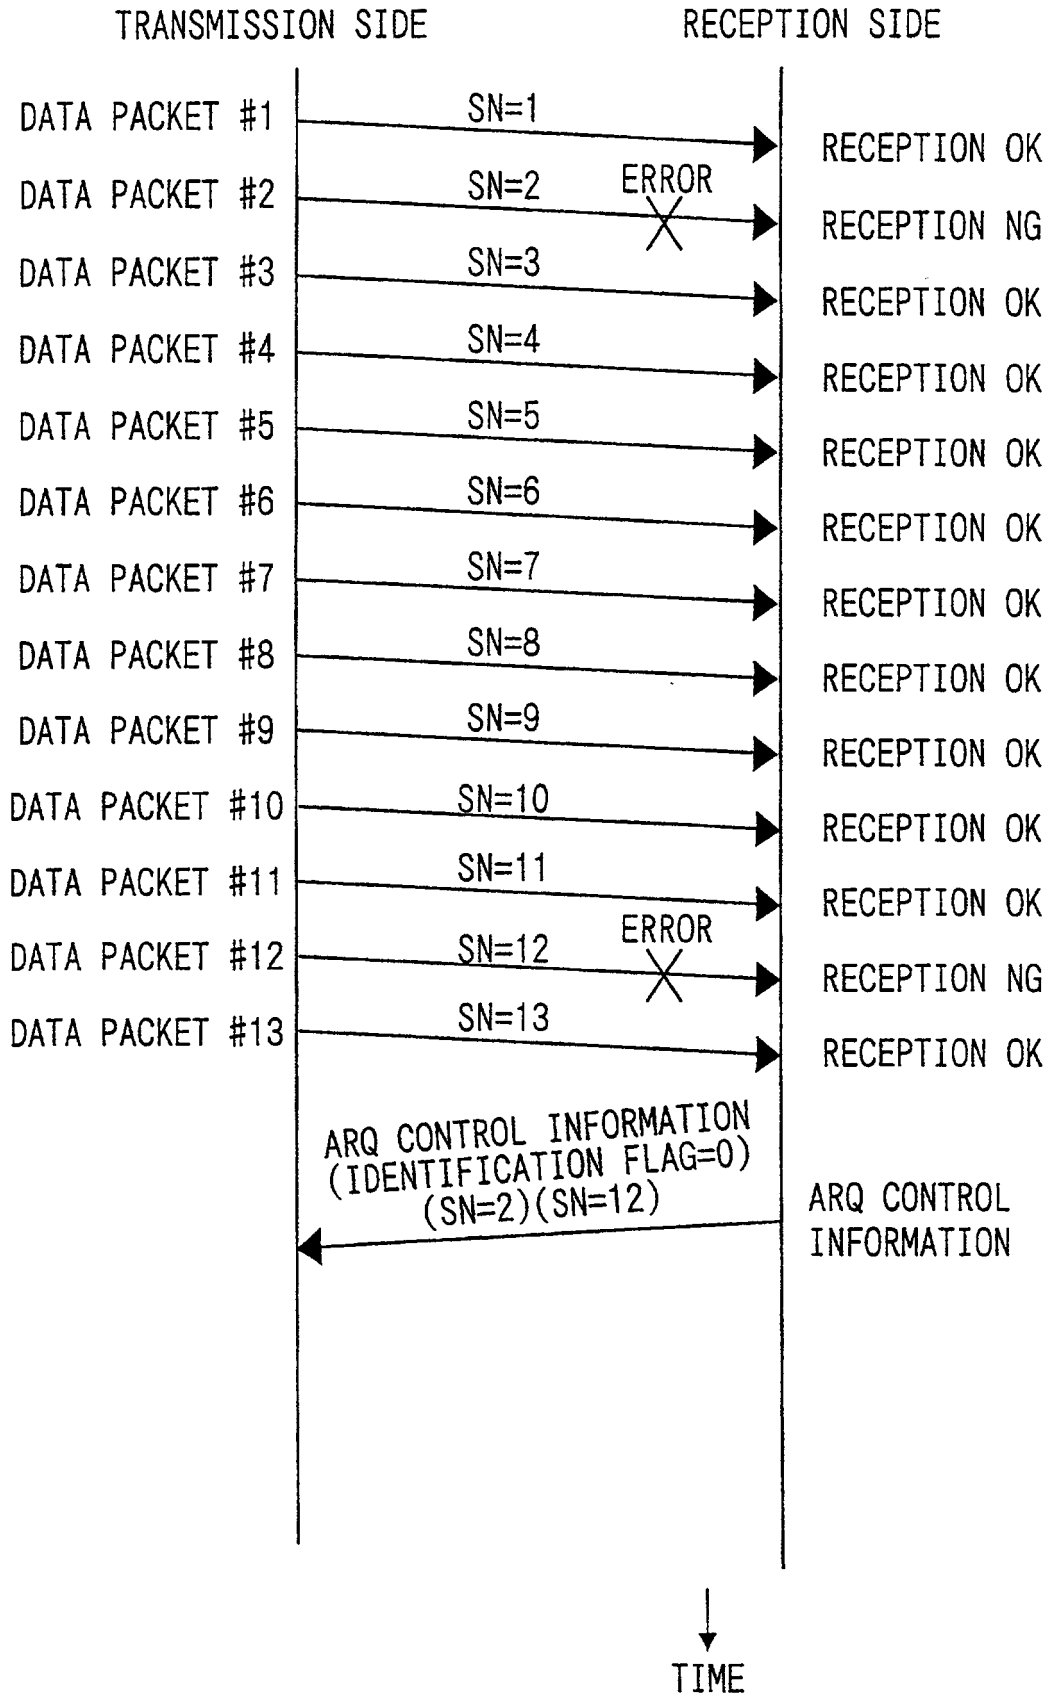 TRANSMISSION SIDE
RECEPTION SIDE
DATA PACKET #1
SN=1
RECEPTION OK
DATA PACKET #2
SN=2
ERROR
RECEPTION NG
DATA PACKET #3
SN=3
RECEPTION OK
DATA PACKET #4
SN=4
RECEPTION OK
DATA PACKET #5
SN=5
RECEPTION OK
DATA PACKET #6
SN=6
RECEPTION OK
DATA PACKET #7
SN=7
RECEPTION OK
DATA PACKET #8
SN=8
RECEPTION OK
DATA PACKET #9
SN=9
RECEPTION OK
DATA PACKET #10
SN=10
RECEPTION OK
DATA PACKET #11
SN=11
RECEPTION OK
DATA PACKET #12
SN=12
ERROR
RECEPTION NG
DATA PACKET #13
SN=13
RECEPTION OK
ARQ CONTROL INFORMATION
(IDENTIFICATION FLAG=0)
(SN=2)(SN=12)
ARQ CONTROL
INFORMATION
TIME